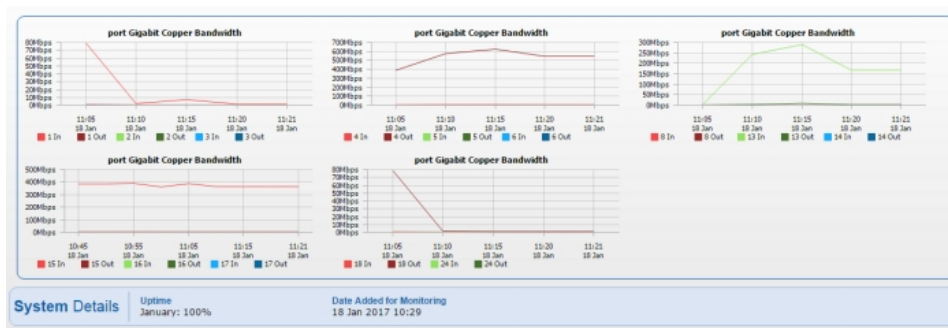 port Gigabit Copper Bandwidth
80Mbps
70Mbps
60Mbps
50Mbps
40Mbps
30Mbps
20Mbps
10Mbps
0Mbps
11:05 11:10 11:15 11:20 11:21
18 Jan 18 Jan 18 Jan 18 Jan 18 Jan
1 In 1 Out 2 In 2 Out 3 In 3 Out
port Gigabit Copper Bandwidth
700Mbps
600Mbps
500Mbps
400Mbps
300Mbps
200Mbps
100Mbps
0Mbps
11:05 11:10 11:15 11:20 11:21
18 Jan 18 Jan 18 Jan 18 Jan 18 Jan
4 In 4 Out 5 In 5 Out 6 In 6 Out
port Gigabit Copper Bandwidth
300Mbps
250Mbps
200Mbps
150Mbps
100Mbps
50Mbps
0Mbps
11:05 11:10 11:15 11:20 11:21
18 Jan 18 Jan 18 Jan 18 Jan 18 Jan
8 In 8 Out 13 In 13 Out 14 In 14 Out
port Gigabit Copper Bandwidth
500Mbps
400Mbps
300Mbps
200Mbps
100Mbps
0Mbps
10:45 10:55 11:05 11:15 11:21
18 Jan 18 Jan 18 Jan 18 Jan 18 Jan
15 In 15 Out 16 In 16 Out 17 In 17 Out
port Gigabit Copper Bandwidth
80Mbps
70Mbps
60Mbps
50Mbps
40Mbps
30Mbps
20Mbps
10Mbps
0Mbps
11:05 11:10 11:15 11:20 11:21
18 Jan 18 Jan 18 Jan 18 Jan 18 Jan
18 In 18 Out 24 In 24 Out
System Details
Uptime
January: 100%
Date Added for Monitoring
18 Jan 2017 10:29